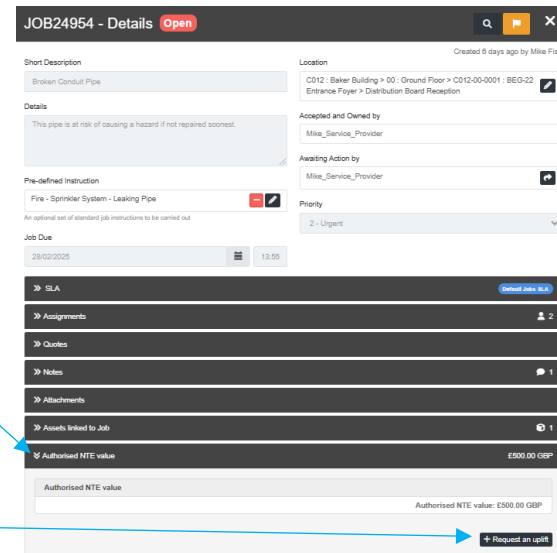 JOB24954 - Details Open
Created 6 days ago by Mike Fis
Short Description
Broken Conduit Pipe
Details
This pipe is at risk of causing a hazard if not repaired soonest.
Pre-defined Instruction
Fire - Sprinkler System - Leaking Pipe
An optional set of standard job instructions to be carried out
Job Due
28/02/2025
13:55
Location
C012 : Baker Building > 00 : Ground Floor > C012-00-0001 : BEG-22
Entrance Foyer > Distribution Board Reception
Accepted and Owned by
Mike_Service_Provider
Awaiting Action by
Mike_Service_Provider
Priority
2 - Urgent
SLA
Default Jobs SLA
Assignments
2
Quotes
Notes
1
Attachments
Assets linked to Job
1
Authorised NTE value
£500.00 GBP
Authorised NTE value
Authorised NTE value: £500.00 GBP
+ Request an uplift